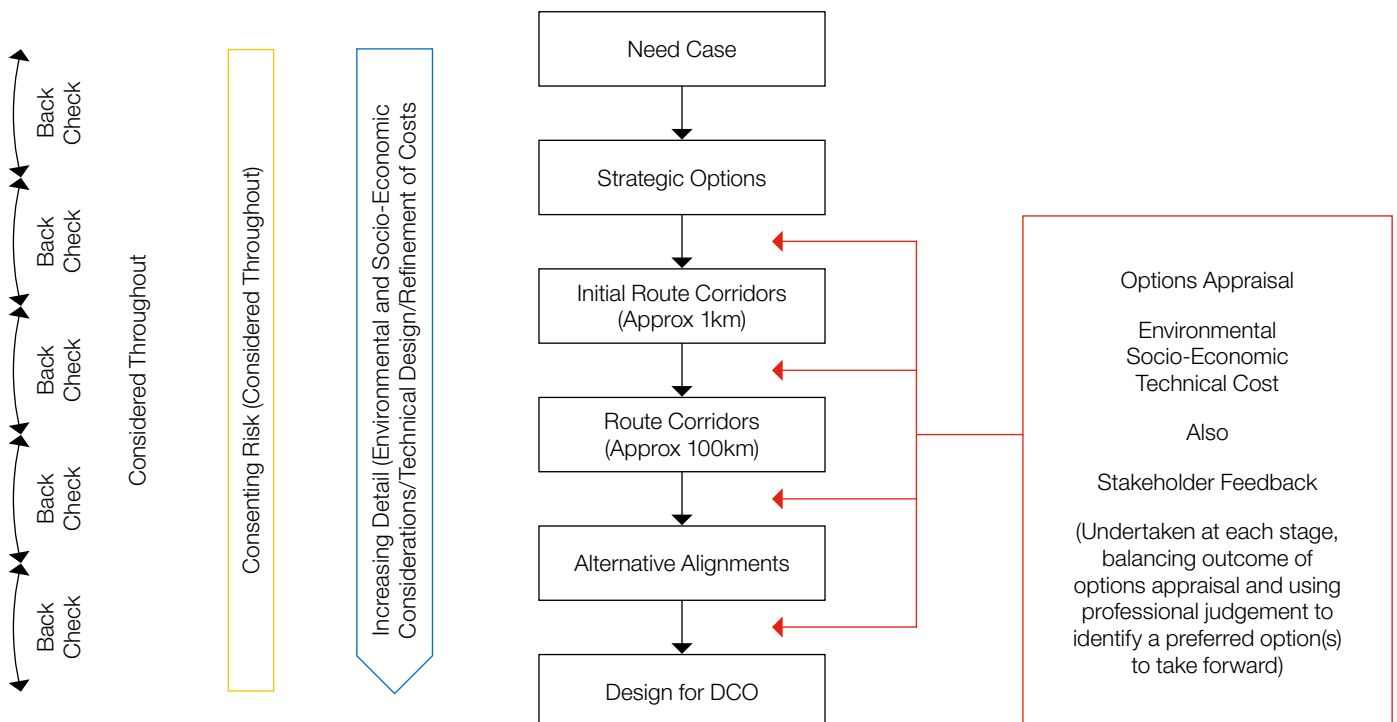 Back
Check
Back
Check
Back
Check
Back
Check
Back
Check
Considered Throughout
Consenting Risk (Considered Throughout)
Increasing Detail (Environmental and Socio-Economic
Considerations/Technical Design/Refinement of Costs
Need Case
Strategic Options
Initial Route Corridors
(Approx 1km)
Route Corridors
(Approx 100km)
Alternative Alignments
Design for DCO
Options Appraisal
Environmental
Socio-Economic
Technical Cost
Also
Stakeholder Feedback
(Undertaken at each stage,
balancing outcome of
options appraisal and using
professional judgement to
identify a preferred option(s)
to take forward)